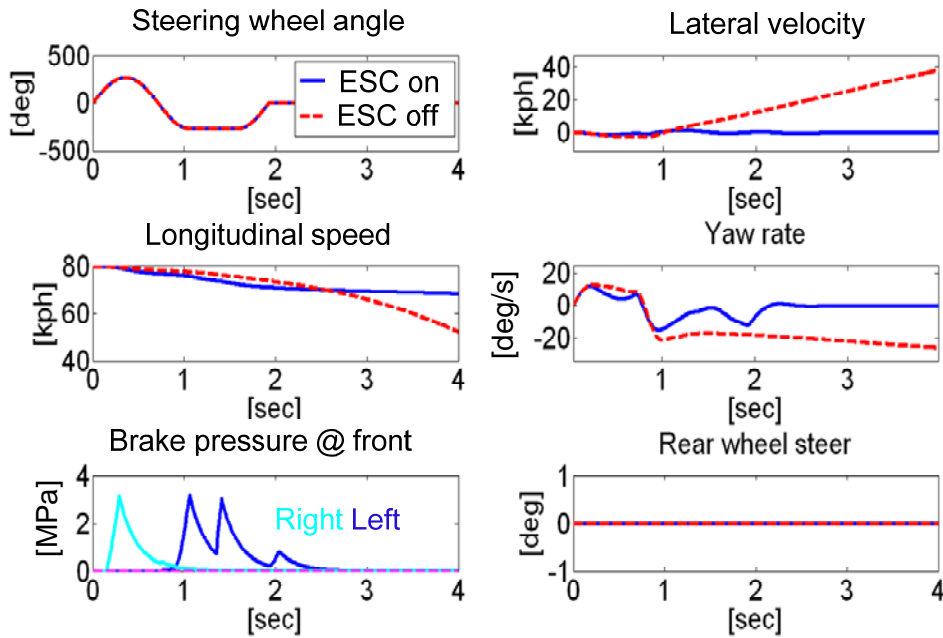 Steering wheel angle
[deg]
500
0
-500
ESC on
ESC off
0 1 2 3 4
[sec]
Lateral velocity
[kph]
40
20
0
0 1 2 3 4
[sec]
Longitudinal speed
[kph]
80
60
40
0 1 2 3 4
[sec]
Yaw rate
[deg/s]
20
0
-20
0 1 2 3 4
[sec]
Brake pressure @ front
[MPa]
4
2
0
Right Left
0 1 2 3 4
[sec]
Rear wheel steer
[deg]
1
0
-1
0 1 2 3 4
[sec]